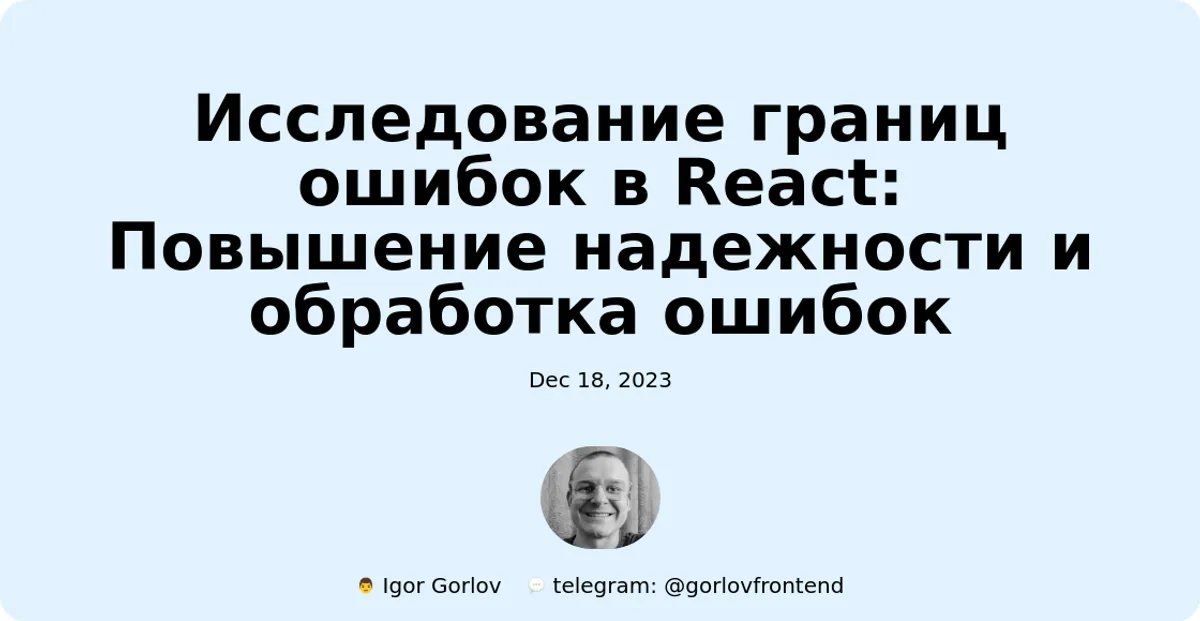 Исследование границ
ошибок в React:
Повышение надежности и
обработка ошибок
Dec 18, 2023
👨 Igor Gorlov 💬 telegram: @gorlovfrontend